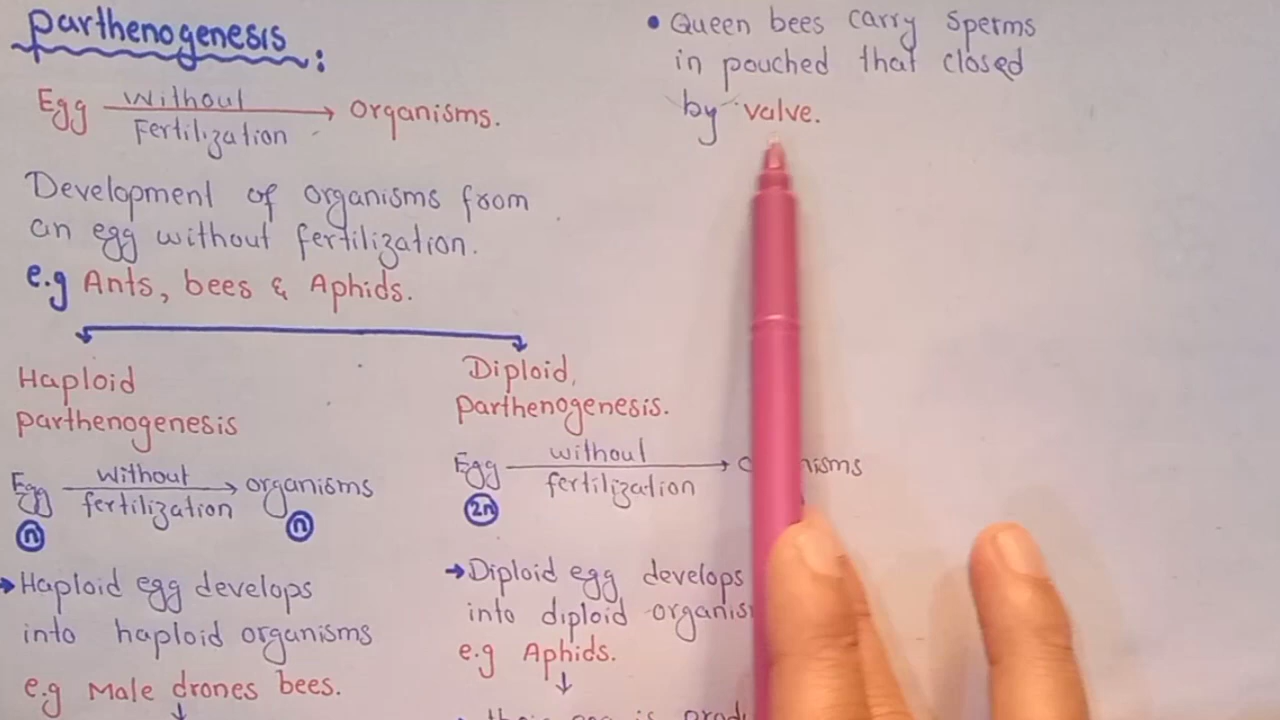 parthenogenesis :
Egg without fertilization → organisms.
Development of organisms from
an egg without fertilization.
e.g Ants, bees & Aphids.
Haploid
parthenogenesis
Egg without fertilization → organisms
n n
→ Haploid egg develops
into haploid organisms
e.g Male drones bees.
Diploid,
parthenogenesis.
Egg without fertilization →
2n
→ Diploid egg develops
into diploid
e.g Aphids.
• Queen bees carry sperms
in pouched that closed
by valve.